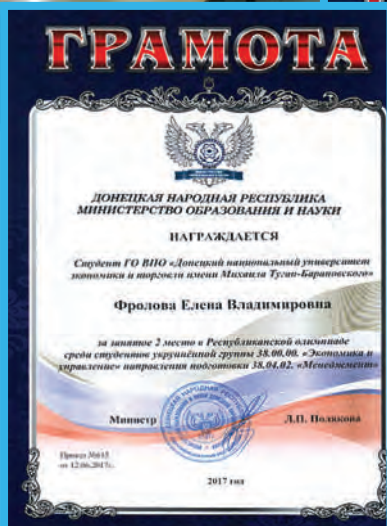 ГРАМОТА
ДОНЕЦКАЯ НАРОДНАЯ РЕСПУБЛИКА
МИНИСТЕРСТВО ОБРАЗОВАНИЯ И НАУКИ
НАГРАЖДАЕТСЯ
Студент ГО ВПО «Донецкий национальный университет
экономики и торговли имени Михаила Туган-Барановского»
Фролова Елена Владимировна
за занятое 2 место в Республиканской олимпиаде
среди студентов укрупнённой группы 38.00.00. «Экономика и
управление» направления подготовки 38.04.02. «Менеджмент»
Министр Л.П. Полякова
Приказ №615
от 12.06.2017г.
2017 год